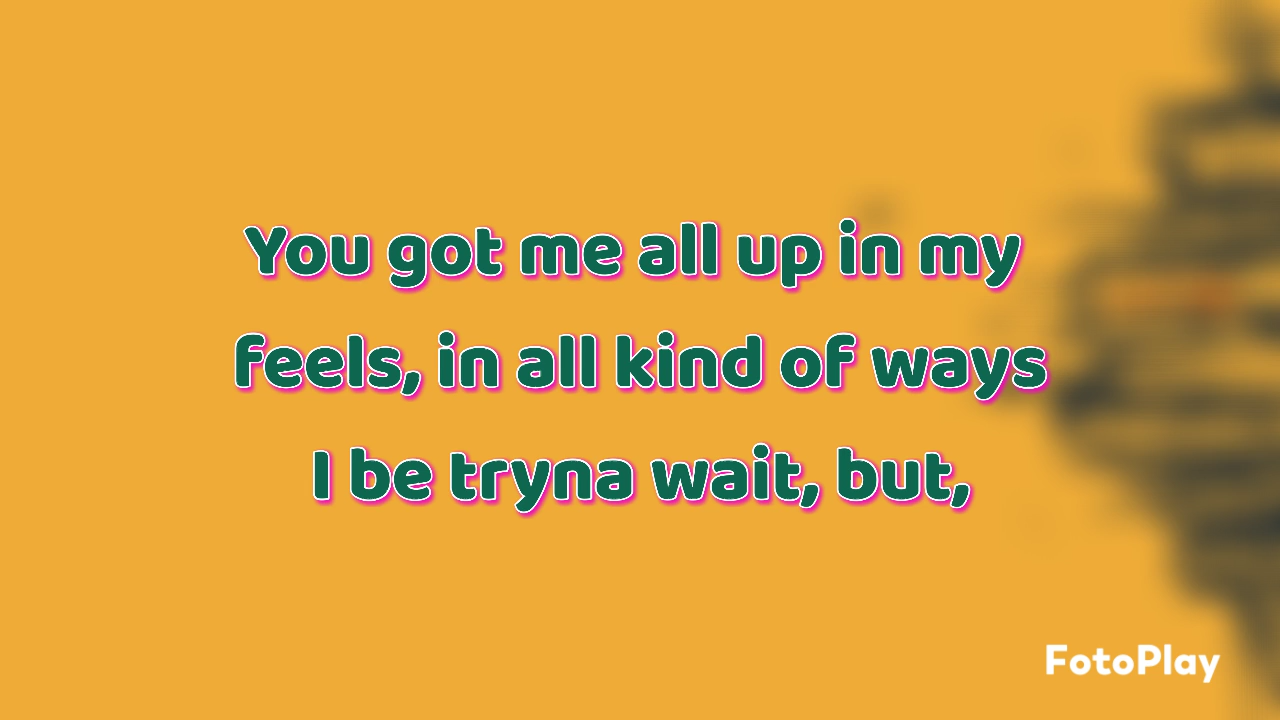 You got me all up in my
feels, in all kind of ways
I be tryna wait, but,
FotoPlay